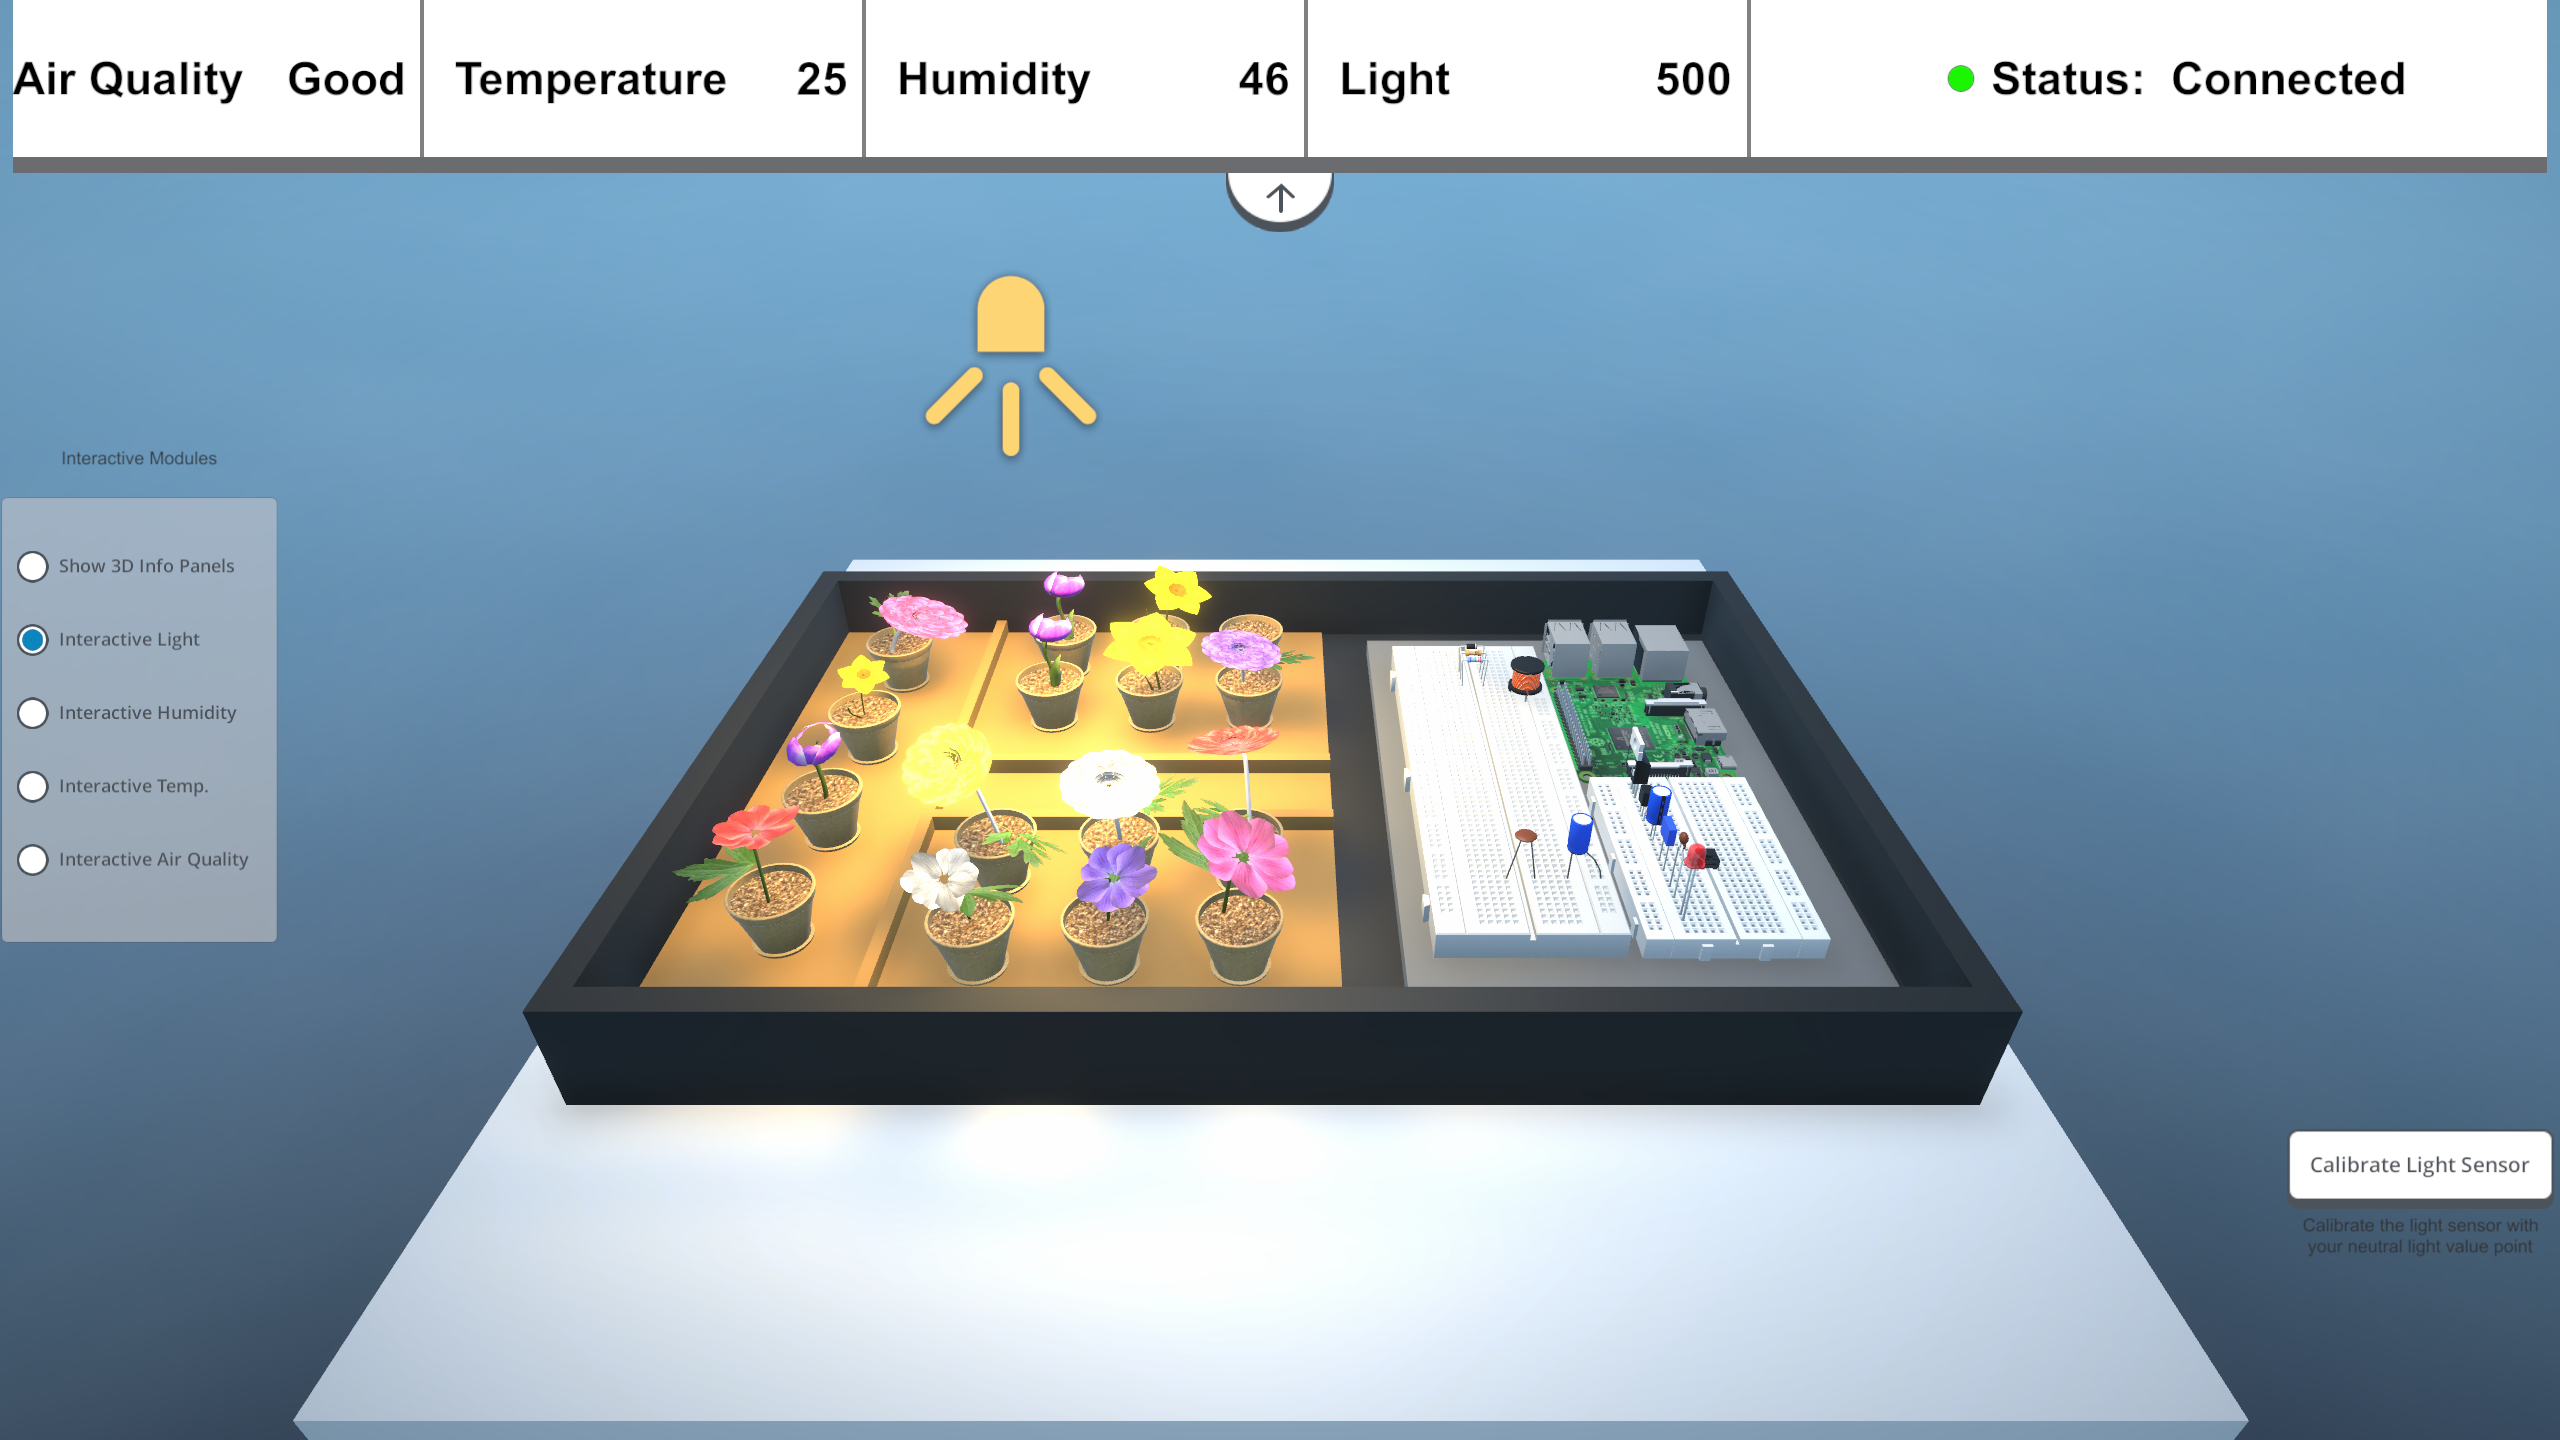 Air Quality Good Temperature 25 Humidity 46 Light 500 Status: Connected
Interactive Modules
Show 3D Info Panels
Interactive Light
Interactive Humidity
Interactive Temp.
Interactive Air Quality
Calibrate Light Sensor
Calibrate the light sensor with
your neutral light value point